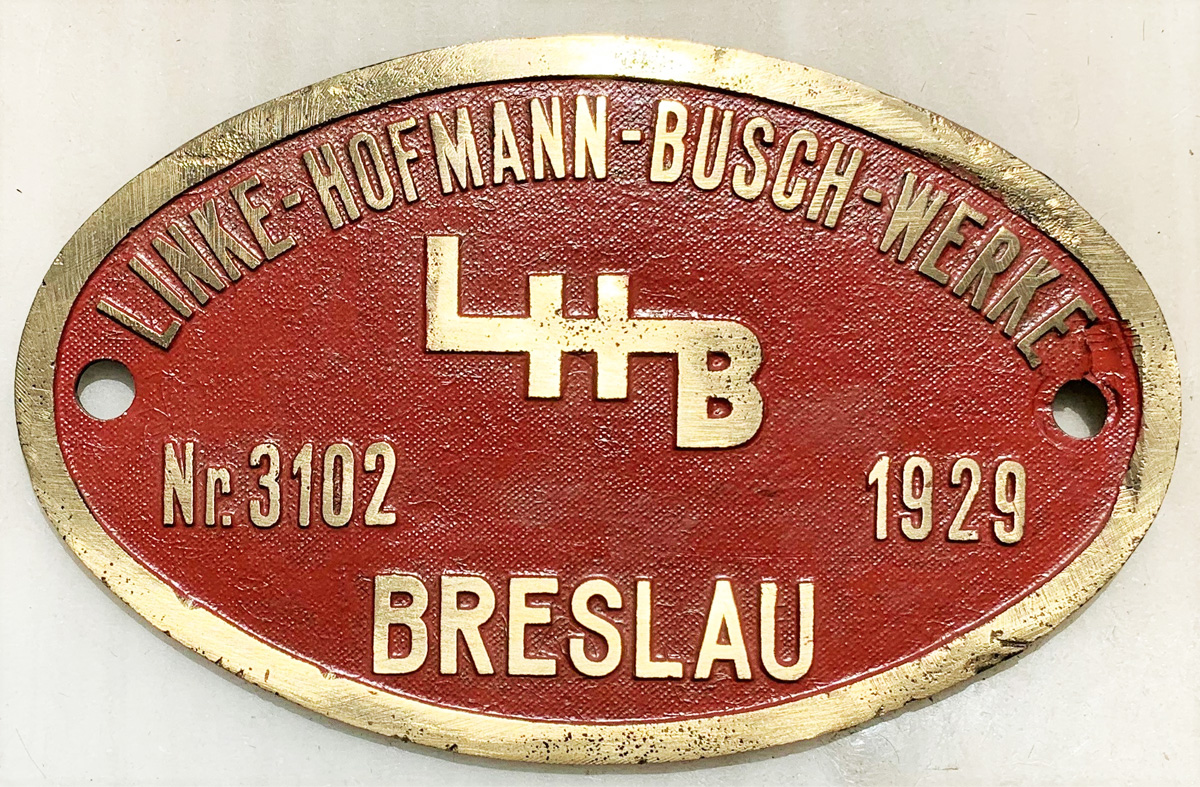 LINKE-HOFMANN-BUSCH-WERKE
LHB
Nr. 3102
1929
BRESLAU